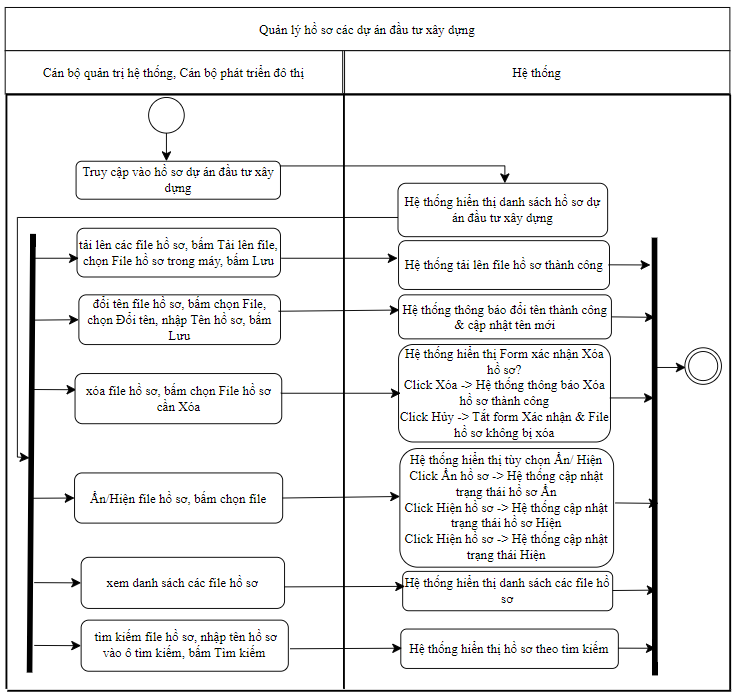 Quản lý hồ sơ các dự án đầu tư xây dựng
Cán bộ quản trị hệ thống, Cán bộ phát triển đô thị
Hệ thống
Truy cập vào hồ sơ dự án đầu tư xây
dựng
Hệ thống hiển thị danh sách hồ sơ dự
án đầu tư xây dựng
tải lên các file hồ sơ, bấm Tải lên file,
chọn File hồ sơ trong máy, bấm Lưu
Hệ thống tải lên file hồ sơ thành công
đổi tên file hồ sơ, bấm chọn File,
chọn Đổi tên, nhập Tên hồ sơ, bấm
Lưu
Hệ thống thông báo đổi tên thành công
& cập nhật tên mới
xóa file hồ sơ, bấm chọn File hồ sơ
cần Xóa
Hệ thống hiển thị Form xác nhận Xóa
hồ sơ?
Click Xóa -> Hệ thống thông báo Xóa
hồ sơ thành công
Click Hủy -> Tắt form Xác nhận & File
hồ sơ không bị xóa
Ẩn/Hiện file hồ sơ, bấm chọn file
Hệ thống hiển thị tùy chọn Ẩn/ Hiện
Click Ẩn hồ sơ -> Hệ thống cập nhật
trạng thái hồ sơ Ẩn
Click Hiện hồ sơ -> Hệ thống cập nhật
trạng thái hồ sơ Hiện
Click Hiện hồ sơ -> Hệ thống cập nhật
trạng thái Hiện
xem danh sách các file hồ sơ
Hệ thống hiển thị danh sách các file hồ
sơ
tìm kiếm file hồ sơ, nhập tên hồ sơ
vào ô tìm kiếm, bấm Tìm kiếm
Hệ thống hiển thị hồ sơ theo tìm kiếm